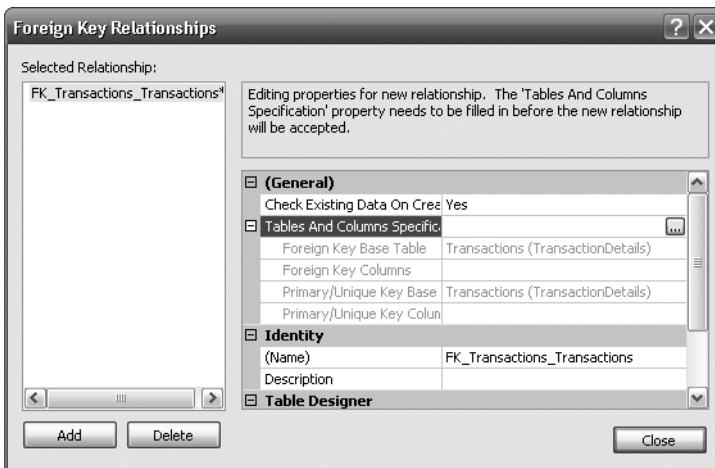 Foreign Key Relationships
Selected Relationship:
FK_Transactions_Transactions*
Editing properties for new relationship. The 'Tables And Columns
Specification' property needs to be filled in before the new relationship
will be accepted.
(General)
Check Existing Data On Crea Yes
Tables And Columns Specific. ...
Foreign Key Base Table Transactions (TransactionDetails)
Foreign Key Columns
Primary/Unique Key Base Transactions (TransactionDetails)
Primary/Unique Key Colun
Identity
(Name) FK_Transactions_Transactions
Description
Table Designer
Add Delete
Close